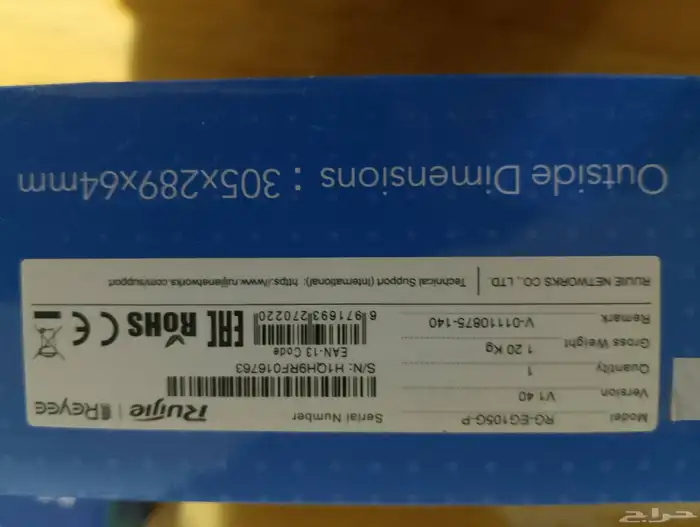 Model RG-EG105G-P
Version V1.40
Quantity 1
Gross Weight 1.20 Kg
Remark V-01110875-140
Serial Number
S/N: H1QH9RF016763
EAN-13 Code
6 971693 270220
Ruijie | Reyee
EAC RoHS CE
RUIJIE NETWORKS CO., LTD. | Technical Support (International): https://www.ruijienetworks.com/support
Outside Dimensions : 305x289x64mm
حراج